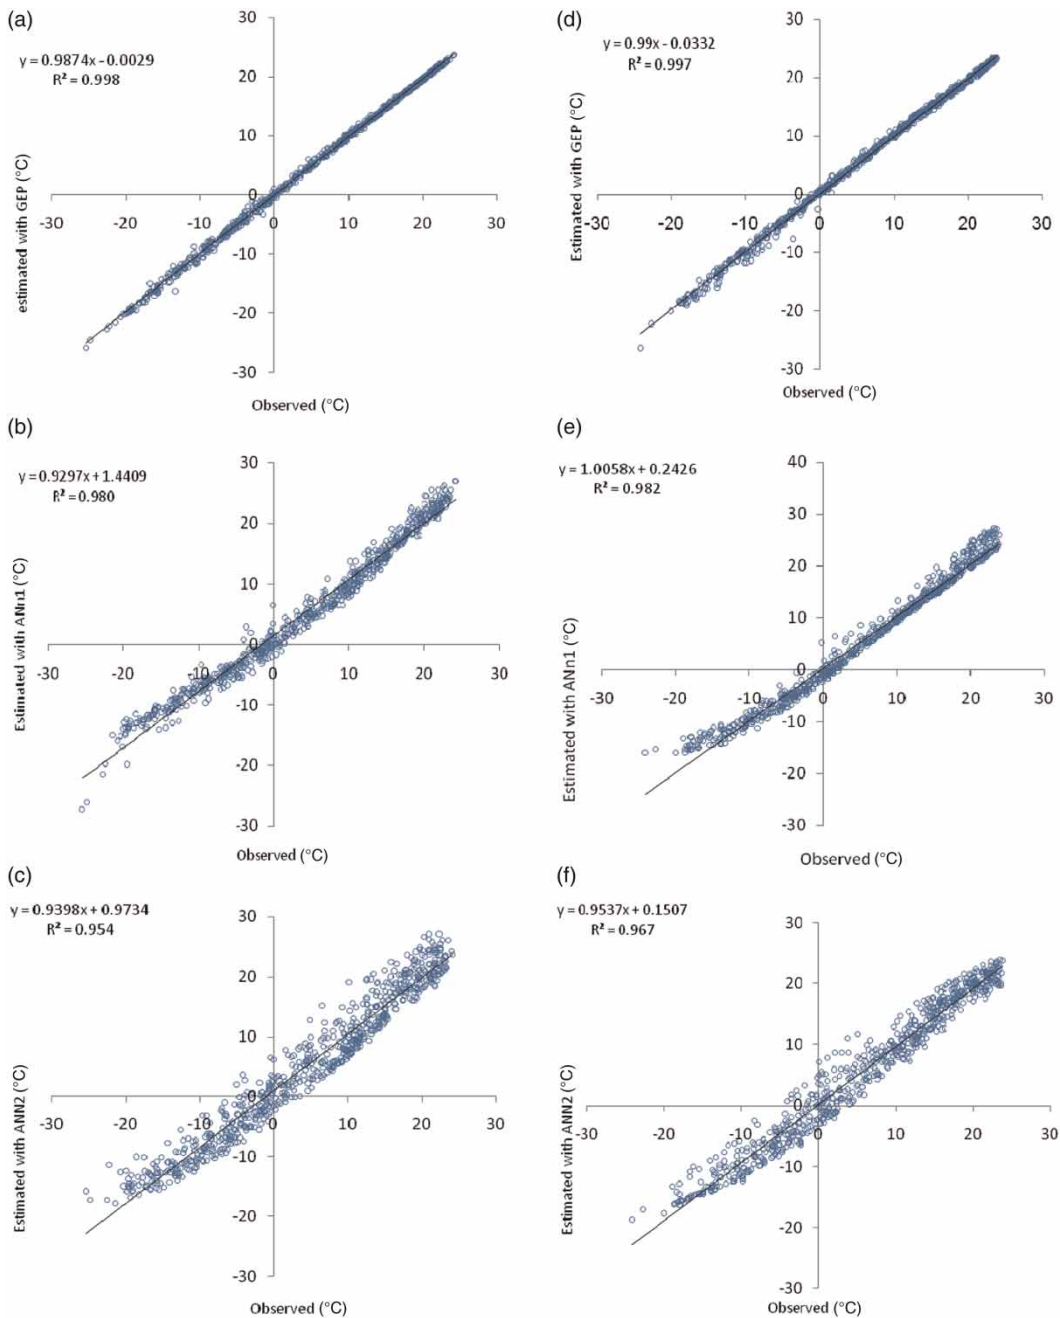 (a)
y = 0.9874x - 0.0029
R² = 0.998
30
20
10
0
-30 -20 -10 0 10 20 30
-10
-20
-30
estimated with GEP (°C)
Observed (°C)
(d)
y = 0.99x - 0.0332
R² = 0.997
30
20
10
0
-30 -20 -10 0 10 20 30
-10
-20
-30
Estimated with GEP (°C)
Observed (°C)
(b)
y = 0.9297x + 1.4409
R² = 0.980
30
20
10
0
-30 -20 -10 0 10 20 30
-10
-20
-30
Estimated with ANn1 (°C)
Observed (°C)
(e)
y = 1.0058x + 0.2426
R² = 0.982
40
30
20
10
0
-30 -20 -10 0 10 20 30
-10
-20
-30
Estimated with ANn1 (°C)
Observed (°C)
(c)
y = 0.9398x + 0.9734
R² = 0.954
30
20
10
0
-30 -20 -10 0 10 20 30
-10
-20
-30
Estimated with ANN2 (°C)
Observed (°C)
(f)
y = 0.9537x + 0.1507
R² = 0.967
30
20
10
0
-30 -20 -10 0 10 20 30
-10
-20
-30
Estimated with ANN2 (°C)
Observed (°C)